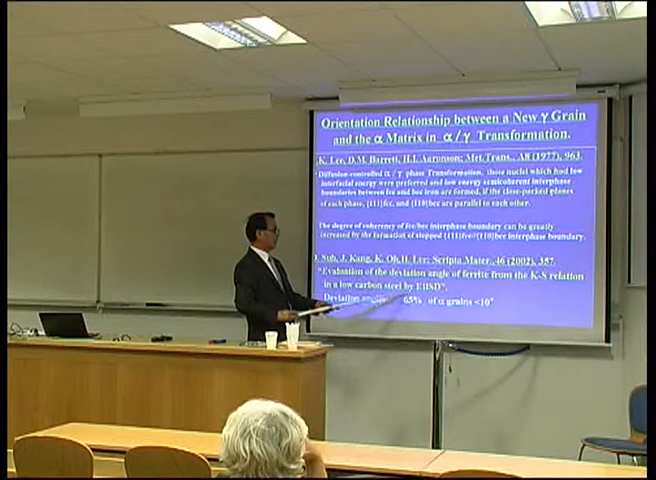 Orientation Relationship between a New γ Grain
and the α Matrix in α/γ Transformation.
K. Lee, D.M. Barrett, H.I. Aaronson; Met.Trans., A8 (1977), 963.
Diffusion-controlled α/γ phase Transformation, those nuclei which had low
interfacial energy were preferred and low energy semicoherent interphase
boundaries between fcc and bcc iron are formed, if the close-packed planes
of each phase, {111}fcc, and {110}bcc are parallel to each other.
The degree of coherency of fcc/bcc interphase boundary can be greatly
increased by the formation of stepped {111}fcc//{110}bcc interphase boundary.
Suh, J. Kang, K. Oh, H. Lee; Scripta Mater., 46 (2002), 357
"Evaluation of the deviation angle of ferrite from the K-S relation
in a low carbon steel by EBSD".
Deviation 65% of α grains <10°